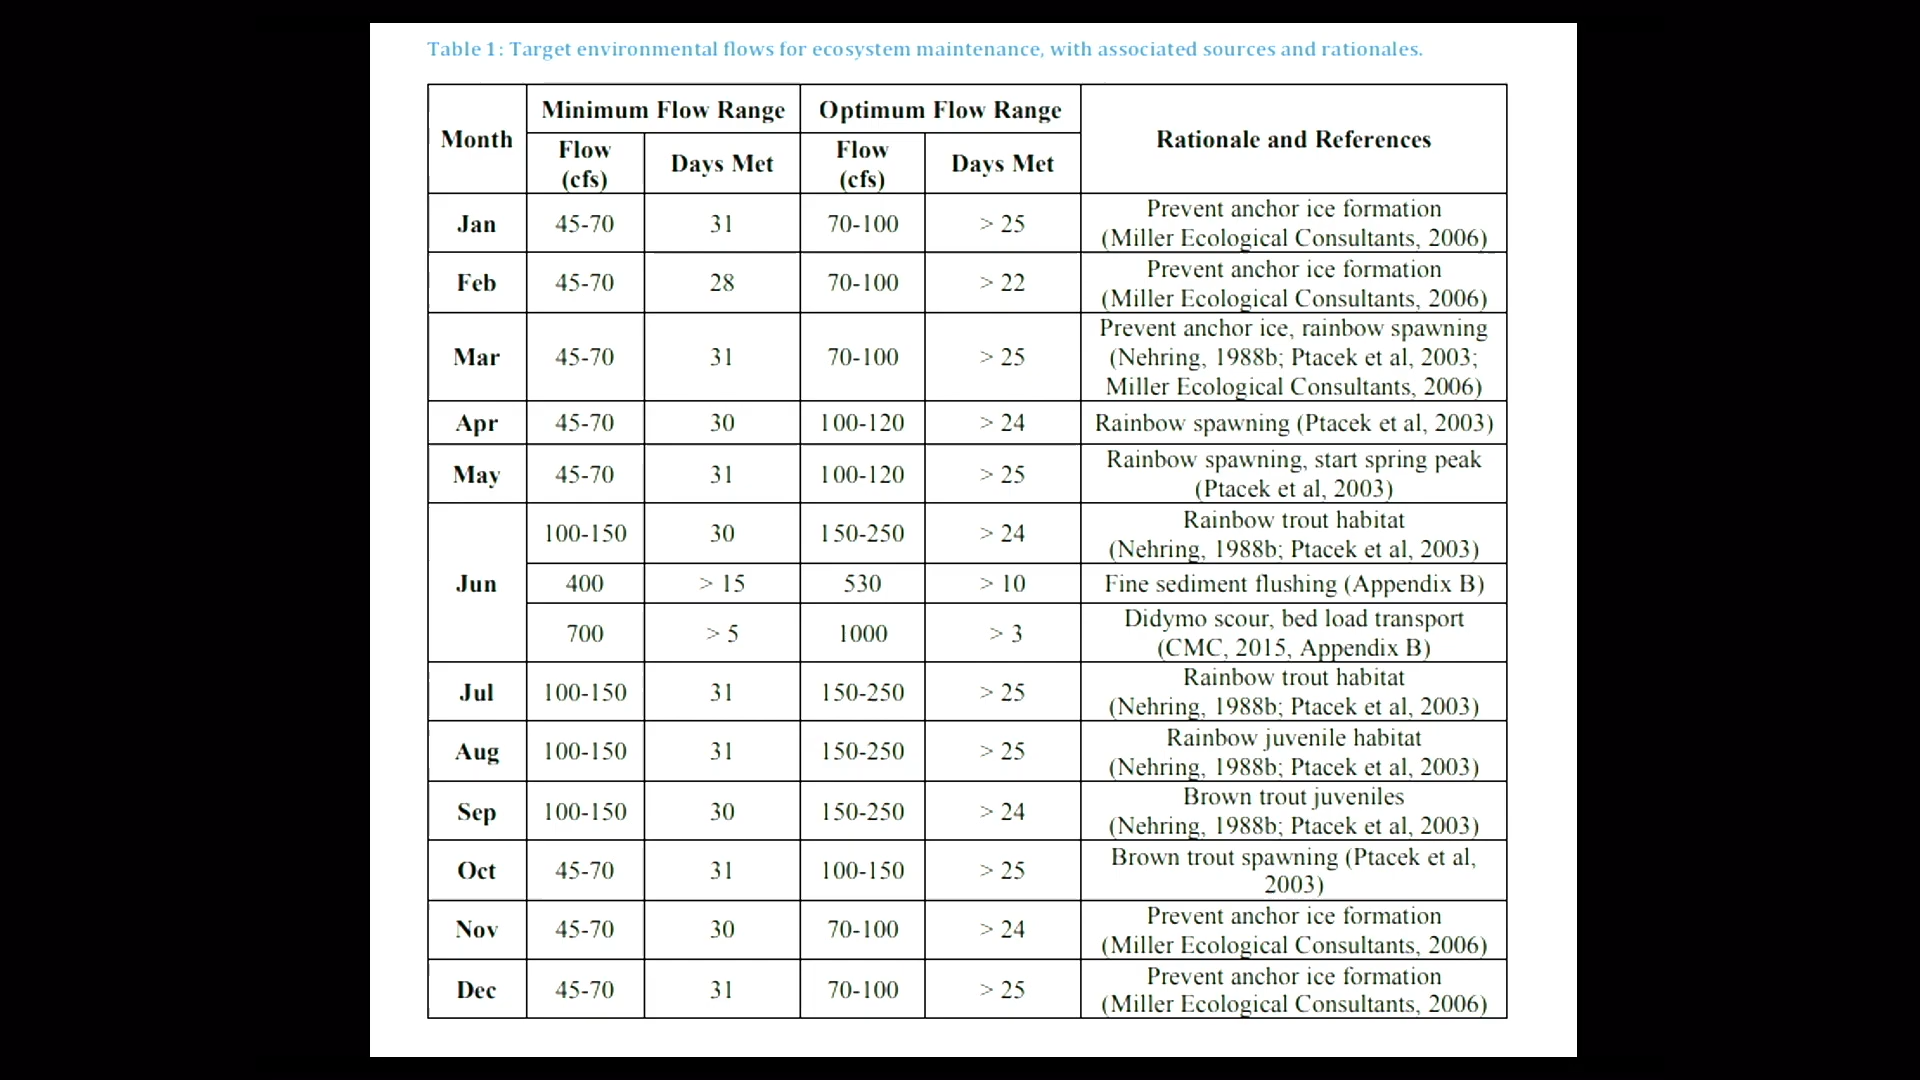 Table 1: Target environmental flows for ecosystem maintenance, with associated sources and rationales.
Month
Minimum Flow Range
Optimum Flow Range
Rationale and References
Flow
(cfs)
Days Met
Flow
(cfs)
Days Met
Jan
45-70
31
70-100
> 25
Prevent anchor ice formation
(Miller Ecological Consultants, 2006)
Feb
45-70
28
70-100
> 22
Prevent anchor ice formation
(Miller Ecological Consultants, 2006)
Mar
45-70
31
70-100
> 25
Prevent anchor ice, rainbow spawning
(Nehring, 1988b; Ptacek et al, 2003;
Miller Ecological Consultants, 2006)
Apr
45-70
30
100-120
> 24
Rainbow spawning (Ptacek et al, 2003)
May
45-70
31
100-120
> 25
Rainbow spawning, start spring peak
(Ptacek et al, 2003)
Jun
100-150
30
150-250
> 24
Rainbow trout habitat
(Nehring, 1988b; Ptacek et al, 2003)
400
> 15
530
> 10
Fine sediment flushing (Appendix B)
700
> 5
1000
> 3
Didymo scour, bed load transport
(CMC, 2015, Appendix B)
Jul
100-150
31
150-250
> 25
Rainbow trout habitat
(Nehring, 1988b; Ptacek et al, 2003)
Aug
100-150
31
150-250
> 25
Rainbow juvenile habitat
(Nehring, 1988b; Ptacek et al, 2003)
Sep
100-150
30
150-250
> 24
Brown trout juveniles
(Nehring, 1988b; Ptacek et al, 2003)
Oct
45-70
31
100-150
> 25
Brown trout spawning (Ptacek et al,
2003)
Nov
45-70
30
70-100
> 24
Prevent anchor ice formation
(Miller Ecological Consultants, 2006)
Dec
45-70
31
70-100
> 25
Prevent anchor ice formation
(Miller Ecological Consultants, 2006)